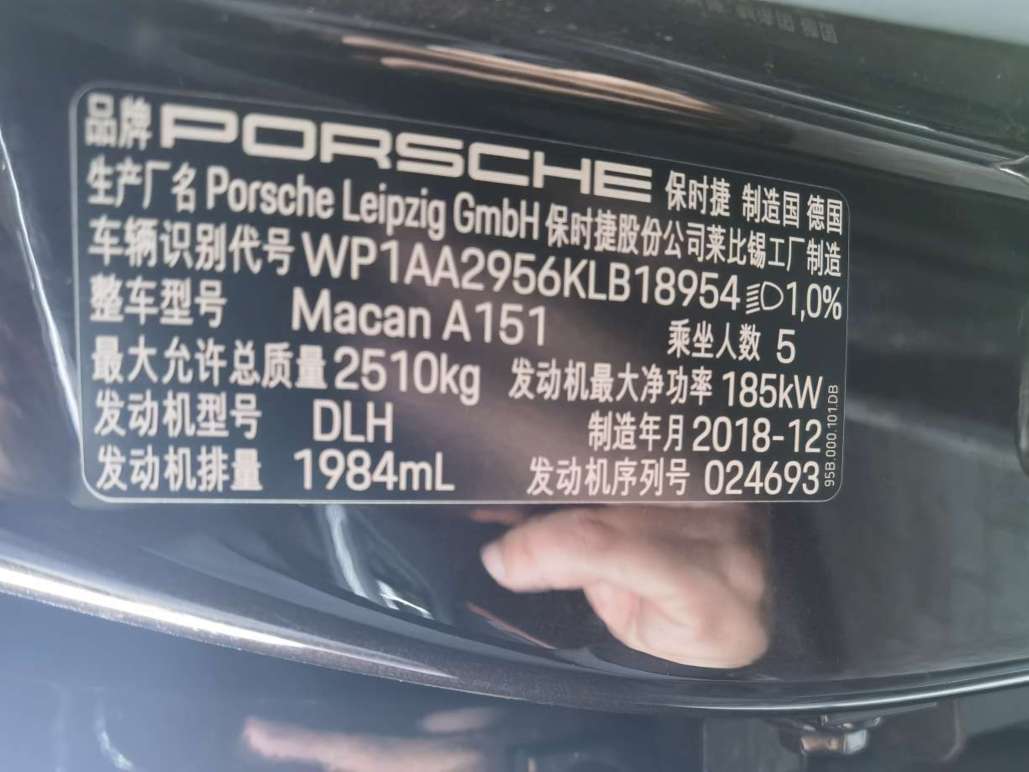 品牌 PORSCHE 保时捷 制造国 德国
生产厂名 Porsche Leipzig GmbH 保时捷股份公司莱比锡工厂制造
车辆识别代号 WP1AA2956KLB18954 1,0%
整车型号 Macan A151 乘坐人数 5
最大允许总质量 2510kg 发动机最大净功率 185kW
发动机型号 DLH 制造年月 2018-12
发动机排量 1984mL 发动机序列号 024693
95B.000.101.DB